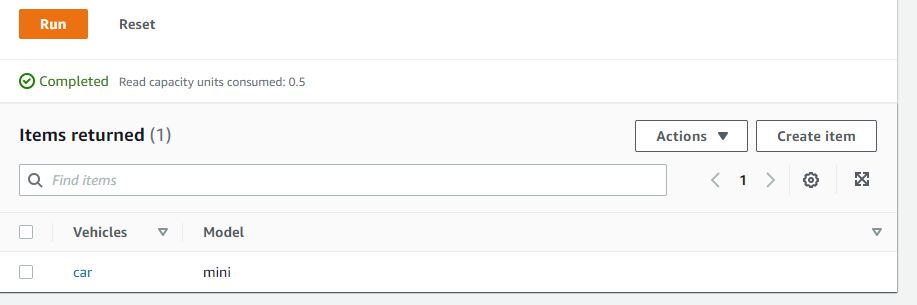 Run Reset
Completed Read capacity units consumed: 0.5
Items returned (1) Actions Create item
Find items 1
Vehicles Model
car mini